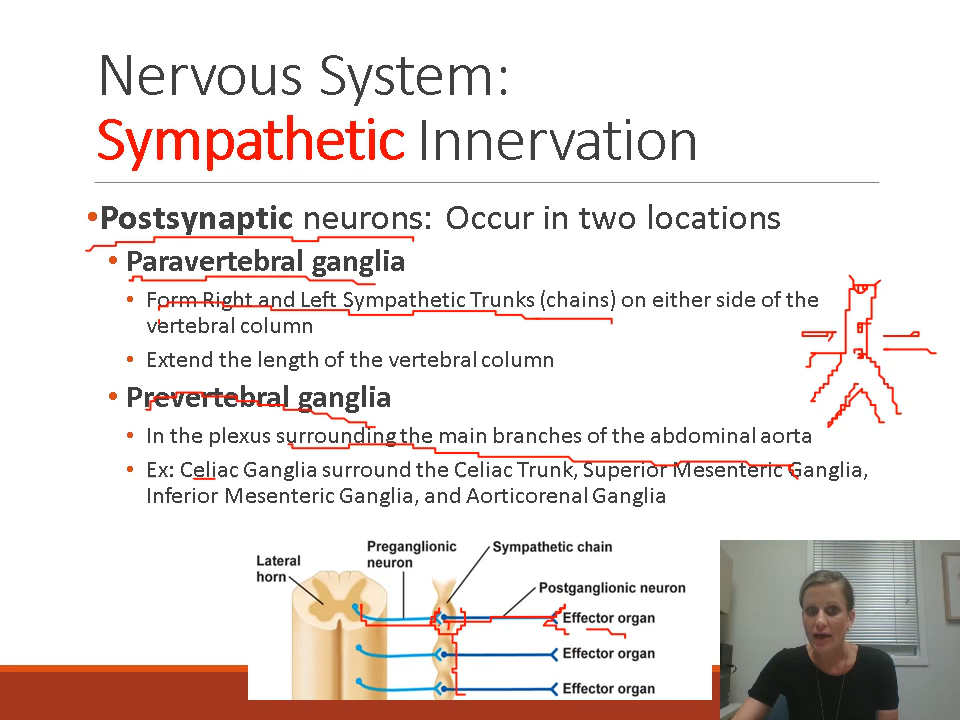 Nervous System:
Sympathetic Innervation
•Postsynaptic neurons: Occur in two locations
• Paravertebral ganglia
• Form Right and Left Sympathetic Trunks (chains) on either side of the
vertebral column
• Extend the length of the vertebral column
• Prevertebral ganglia
• In the plexus surrounding the main branches of the abdominal aorta
• Ex: Celiac Ganglia surround the Celiac Trunk, Superior Mesenteric Ganglia,
Inferior Mesenteric Ganglia, and Aorticorenal Ganglia
Lateral
horn
Preganglionic
neuron
Sympathetic chain
Postganglionic neuron
Effector organ
Effector organ
Effector organ